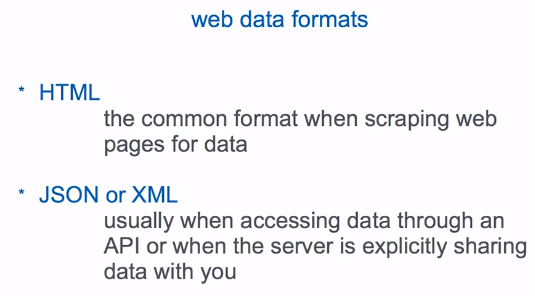 web data formats
* HTML
the common format when scraping web
pages for data
* JSON or XML
usually when accessing data through an
API or when the server is explicitly sharing
data with you